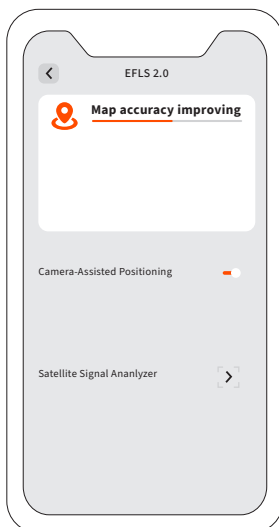 EFLS 2.0
Map accuracy improving
Camera-Assisted Positioning
Satellite Signal Ananlyzer